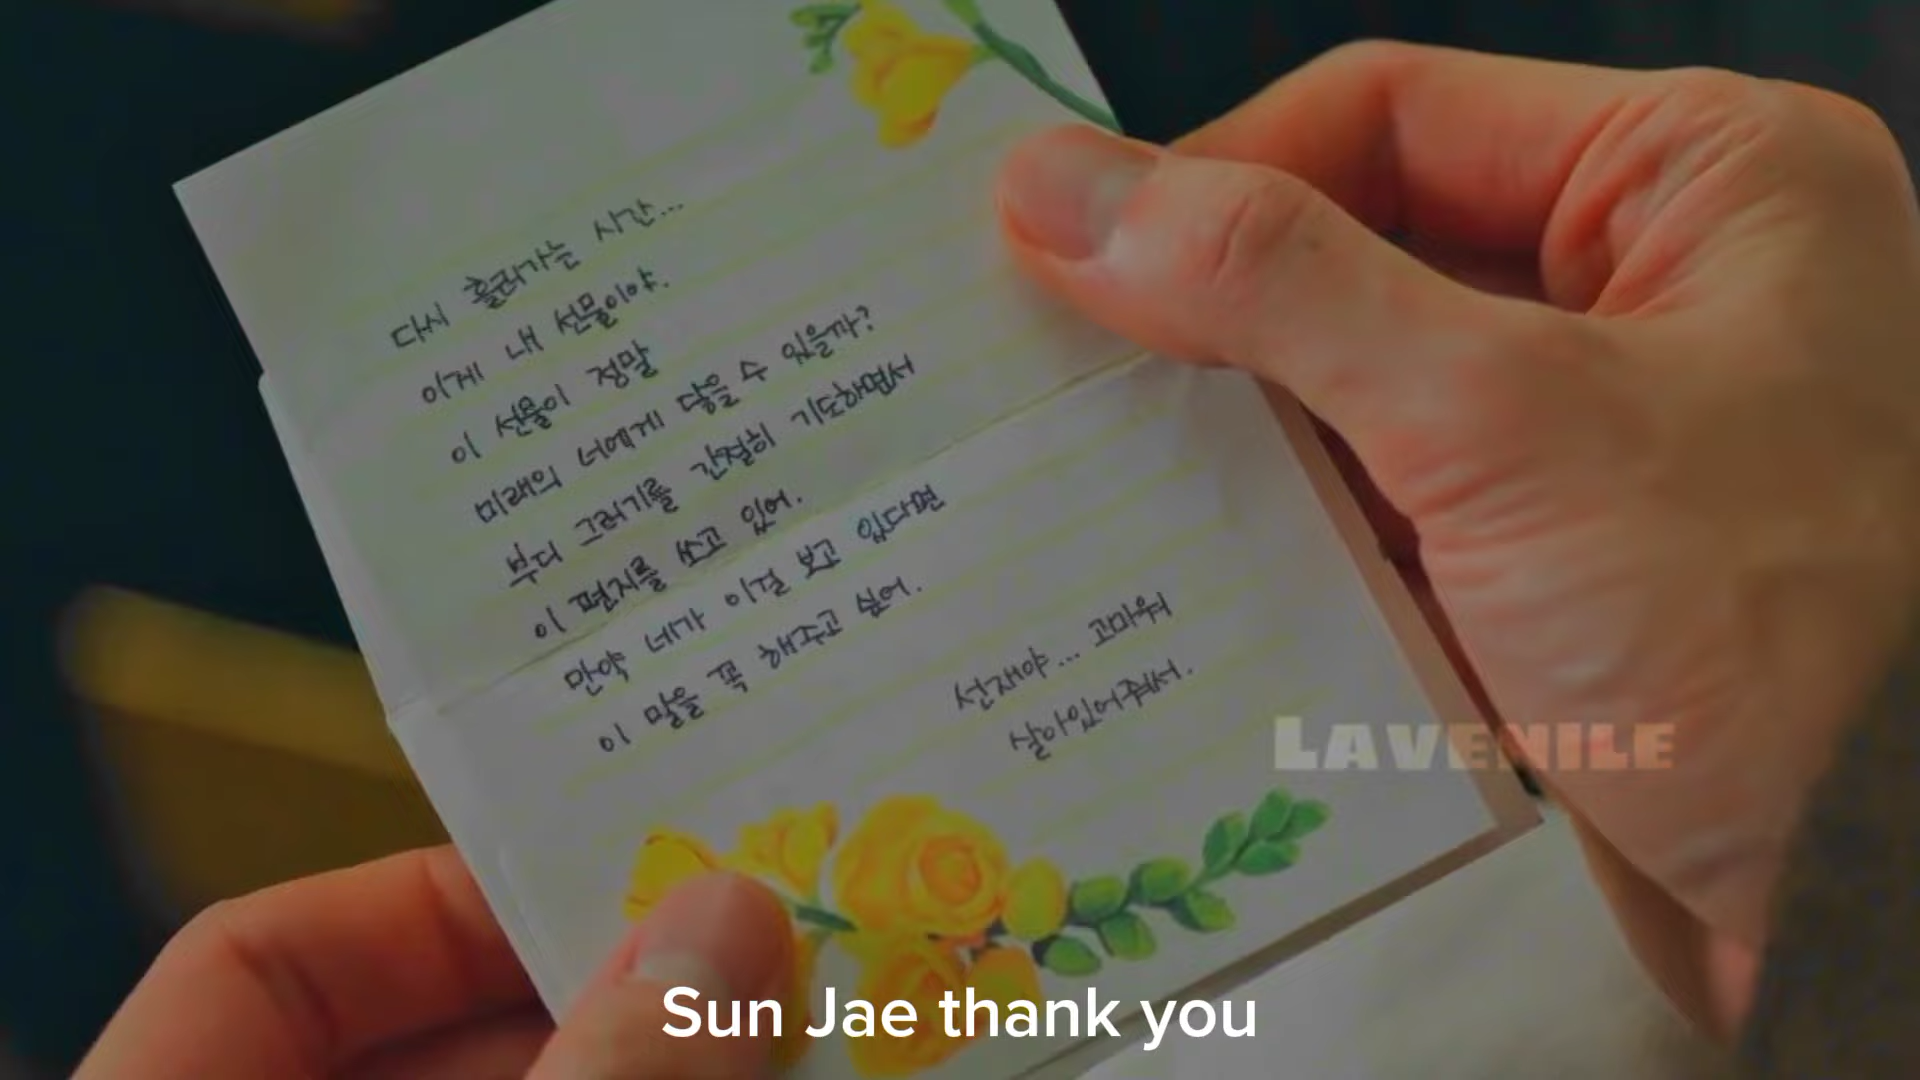 다시 흘러가는 시간...
이게 내 선물이야.
이 선물이 정말
미래의 너에게 닿을 수 있을까?
부디 그러기를 간절히 기도하면서
이 편지를 쓰고 있어.
만약 네가 이걸 보고 있다면
이 말을 꼭 해주고 싶어.
선재야... 고마워
살아있어줘서.
LAVENILE
Sun Jae thank you